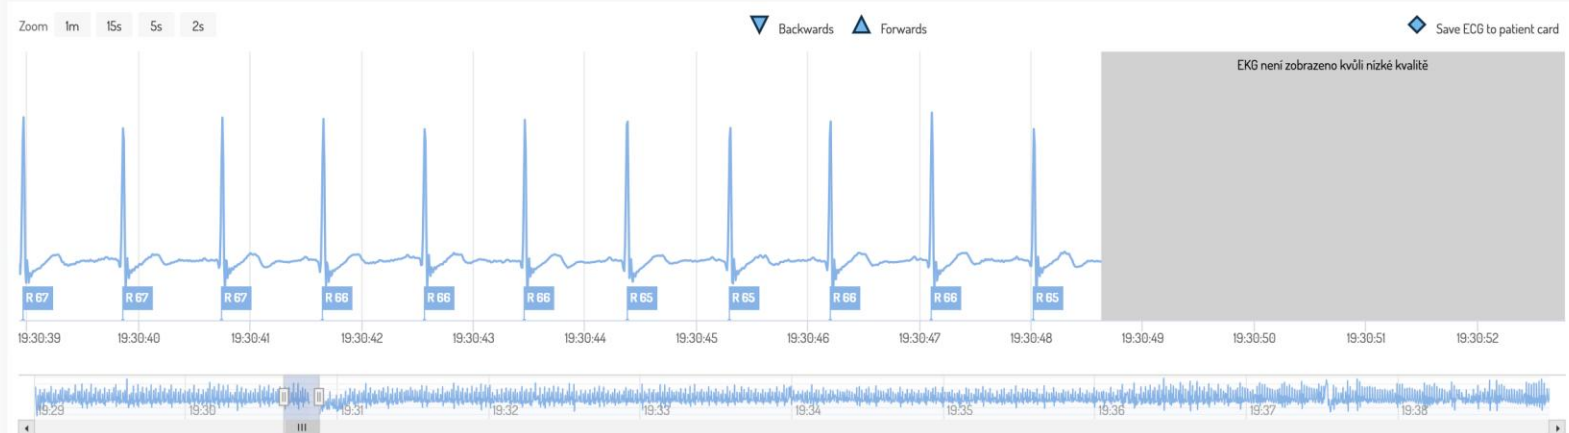 Zoom 1m 15s 5s 2s Backwards Forwards Save ECG to patient card
EKG není zobrazeno kvůli nízké kvalitě
R 67 R 67 R 67 R 66 R 66 R 66 R 65 R 65 R 66 R 66 R 65
19:30:39 19:30:40 19:30:41 19:30:42 19:30:43 19:30:44 19:30:45 19:30:46 19:30:47 19:30:48 19:30:49 19:30:50 19:30:51 19:30:52
19:29 19:30 19:31 19:32 19:33 19:34 19:35 19:36 19:37 19:38